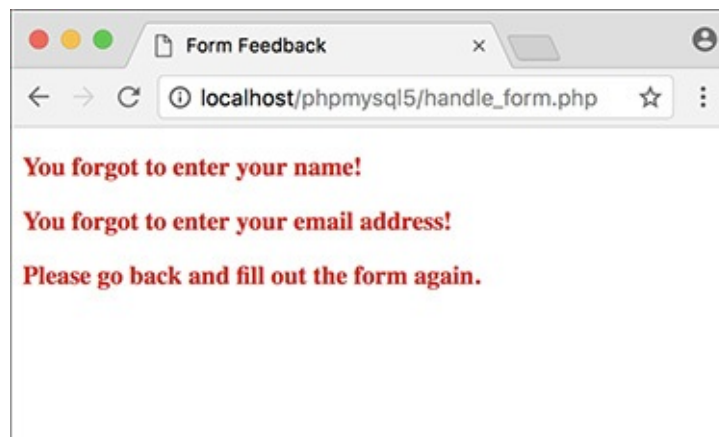 Form Feedback
localhost/phpmysql5/handle_form.php
You forgot to enter your name!
You forgot to enter your email address!
Please go back and fill out the form again.